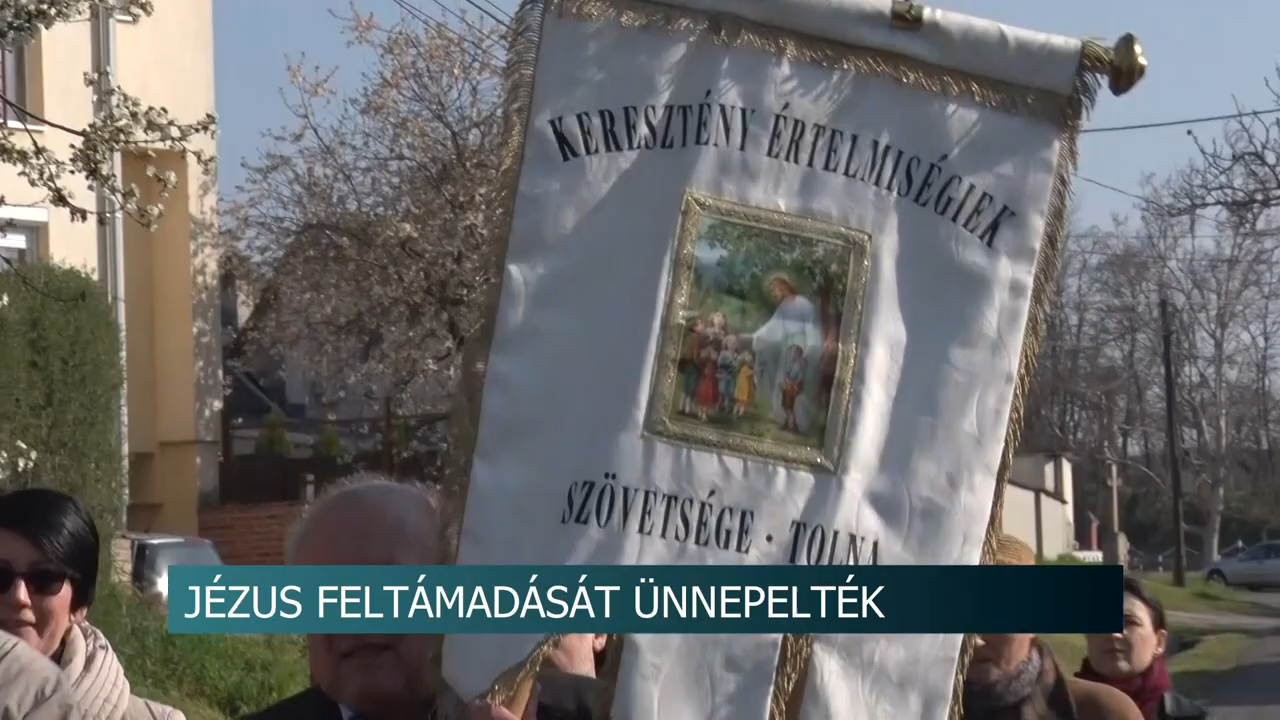 KERESZTÉNY ÉRTELMISÉGIEK
SZÖVETSÉGE · TOLNA
JÉZUS FELTÁMADÁSÁT ÜNNEPELTÉK